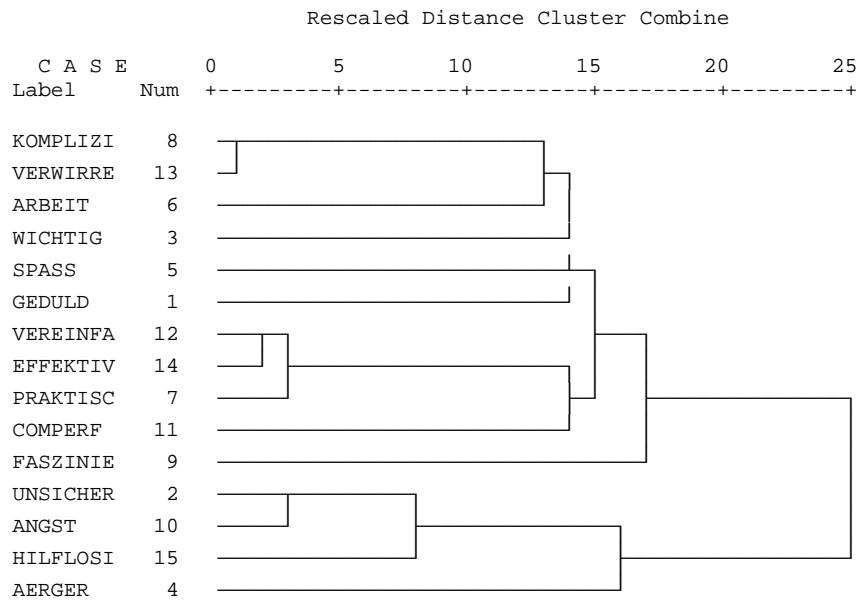 Rescaled Distance Cluster Combine
C A S E 0 5 10 15 20 25
Label Num +---------+---------+---------+---------+---------+
KOMPLIZI 8
VERWIRRE 13
ARBEIT 6
WICHTIG 3
SPASS 5
GEDULD 1
VEREINFA 12
EFFEKTIV 14
PRAKTISC 7
COMPERF 11
FASZINIE 9
UNSICHER 2
ANGST 10
HILFLOSI 15
AERGER 4